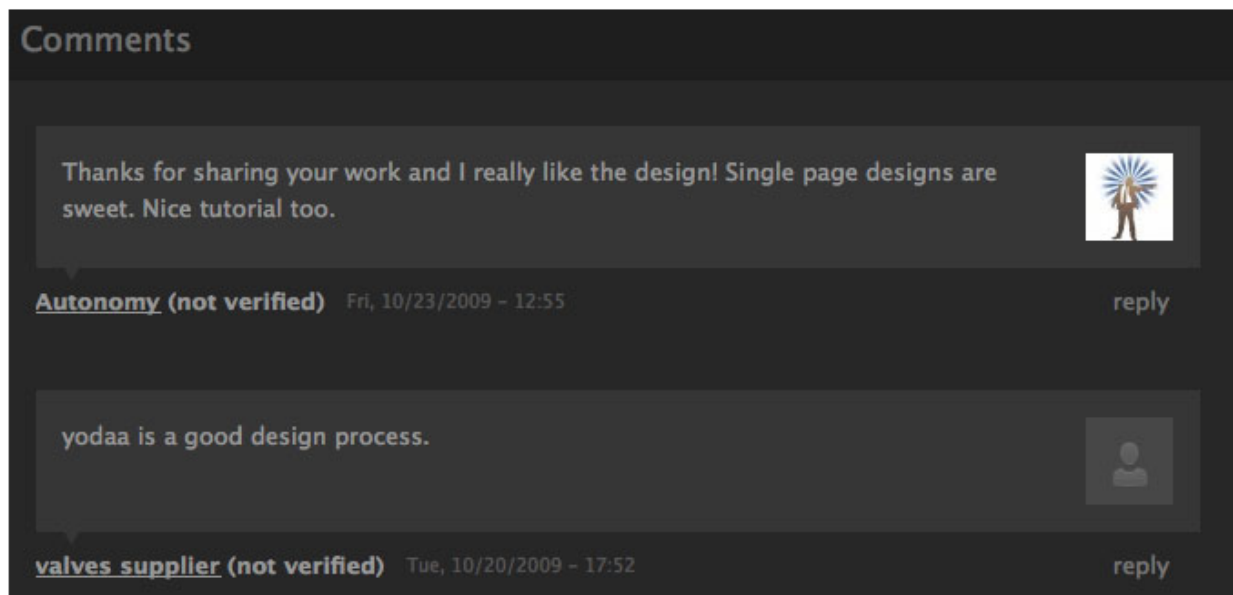 Comments
Thanks for sharing your work and I really like the design! Single page designs are
sweet. Nice tutorial too.
Autonomy (not verified) Fri, 10/23/2009 – 12:55 reply
yodaa is a good design process.
valves supplier (not verified) Tue, 10/20/2009 – 17:52 reply